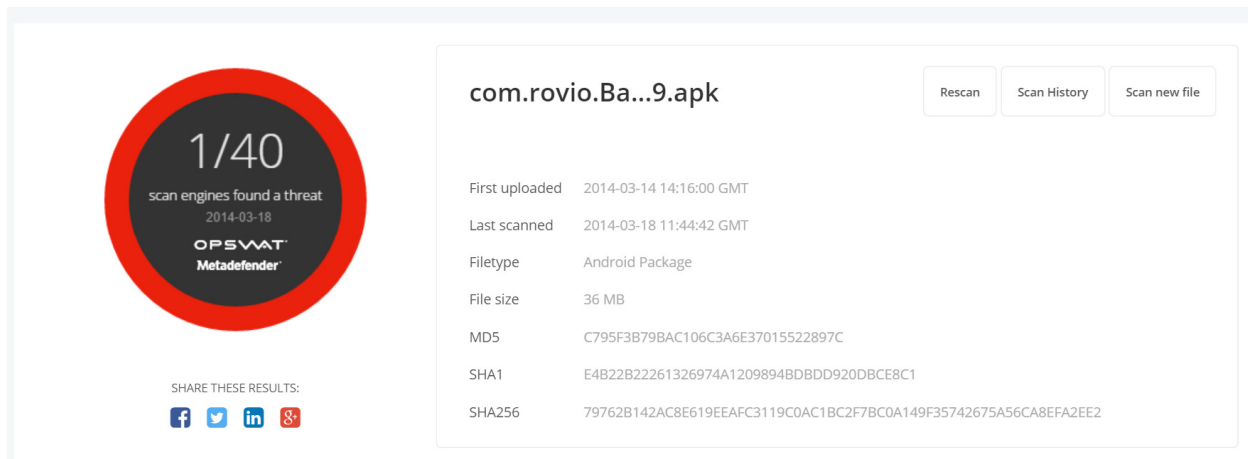 1/40
scan engines found a threat
2014-03-18
OPSWAT
Metadefender
SHARE THESE RESULTS:
com.rovio.Ba...9.apk
Rescan
Scan History
Scan new file
First uploaded 2014-03-14 14:16:00 GMT
Last scanned 2014-03-18 11:44:42 GMT
Filetype Android Package
File size 36 MB
MD5 C795F3B79BAC106C3A6E37015522897C
SHA1 E4B22B22261326974A1209894BDBDD920DBCE8C1
SHA256 79762B142AC8E619EEAFC3119C0AC1BC2F7BC0A149F35742675A56CA8EFA2EE2